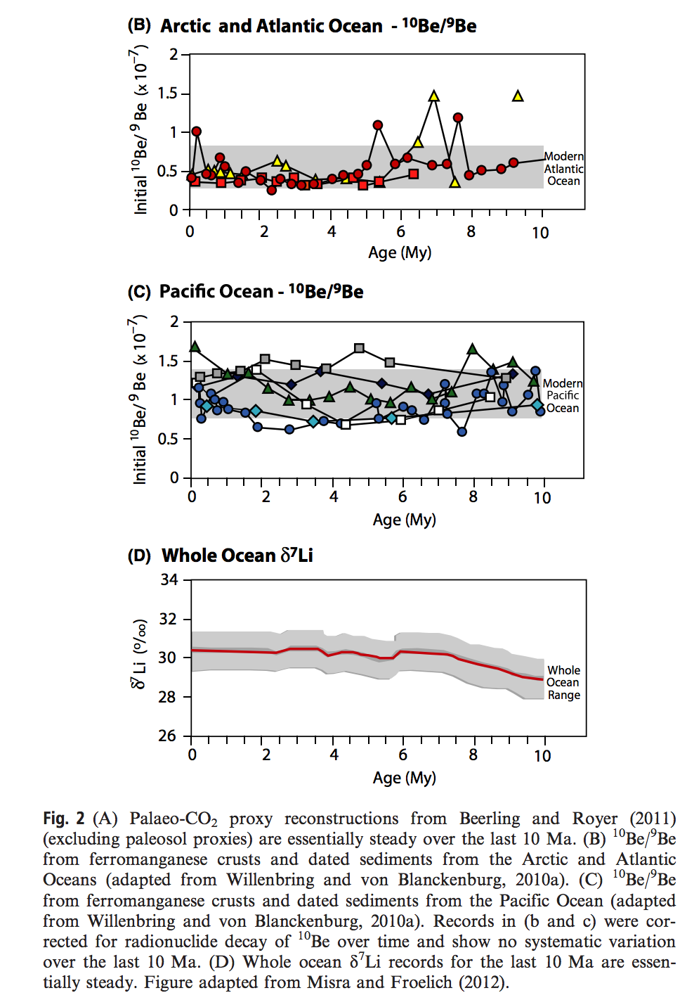 (B) Arctic and Atlantic Ocean - ¹⁰Be/⁹Be
Initial ¹⁰Be/ ⁹ Be (x 10⁻⁷)
2
1.5
1
0.5
0
Modern
Atlantic
Ocean
0 2 4 6 8 10
Age (My)
(C) Pacific Ocean - ¹⁰Be/⁹Be
Initial ¹⁰Be/ ⁹ Be (x 10⁻⁷)
2
1.5
1
0.5
0
Modern
Pacific
Ocean
0 2 4 6 8 10
Age (My)
(D) Whole Ocean δ⁷Li
δ⁷Li (o/oo)
34
32
30
28
26
Whole
Ocean
Range
0 2 4 6 8 10
Age (My)
Fig. 2 (A) Palaeo-CO₂ proxy reconstructions from Beerling and Royer (2011)
(excluding paleosol proxies) are essentially steady over the last 10 Ma. (B) ¹⁰Be/⁹Be
from ferromanganese crusts and dated sediments from the Arctic and Atlantic
Oceans (adapted from Willenbring and von Blanckenburg, 2010a). (C) ¹⁰Be/⁹Be
from ferromanganese crusts and dated sediments from the Pacific Ocean (adapted
from Willenbring and von Blanckenburg, 2010a). Records in (b and c) were cor-
rected for radionuclide decay of ¹⁰Be over time and show no systematic variation
over the last 10 Ma. (D) Whole ocean δ⁷Li records for the last 10 Ma are essen-
tially steady. Figure adapted from Misra and Froelich (2012).